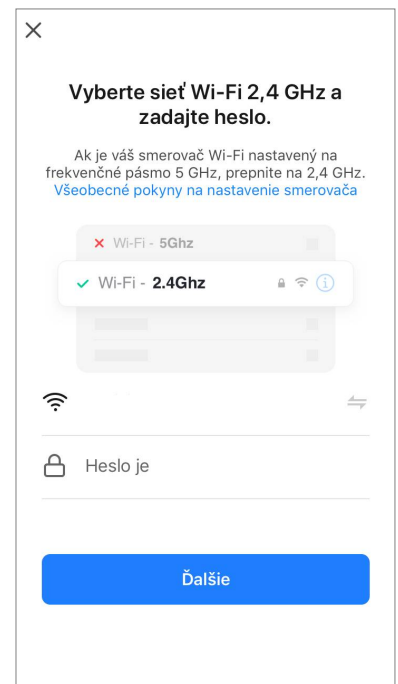 Vyberte sieť Wi-Fi 2,4 GHz a
zadajte heslo.
Ak je váš smerovač Wi-Fi nastavený na
frekvenčné pásmo 5 GHz, prepnite na 2,4 GHz.
Všeobecné pokyny na nastavenie smerovača
Wi-Fi - 5Ghz
Wi-Fi - 2.4Ghz
Heslo je
Ďalšie